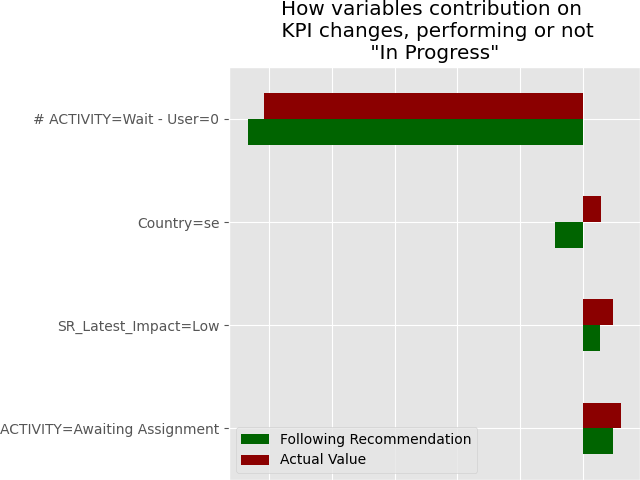 How variables contribution on
KPI changes, performing or not
"In Progress"
# ACTIVITY=Wait - User=0
Country=se
SR_Latest_Impact=Low
ACTIVITY=Awaiting Assignment
Following Recommendation
Actual Value